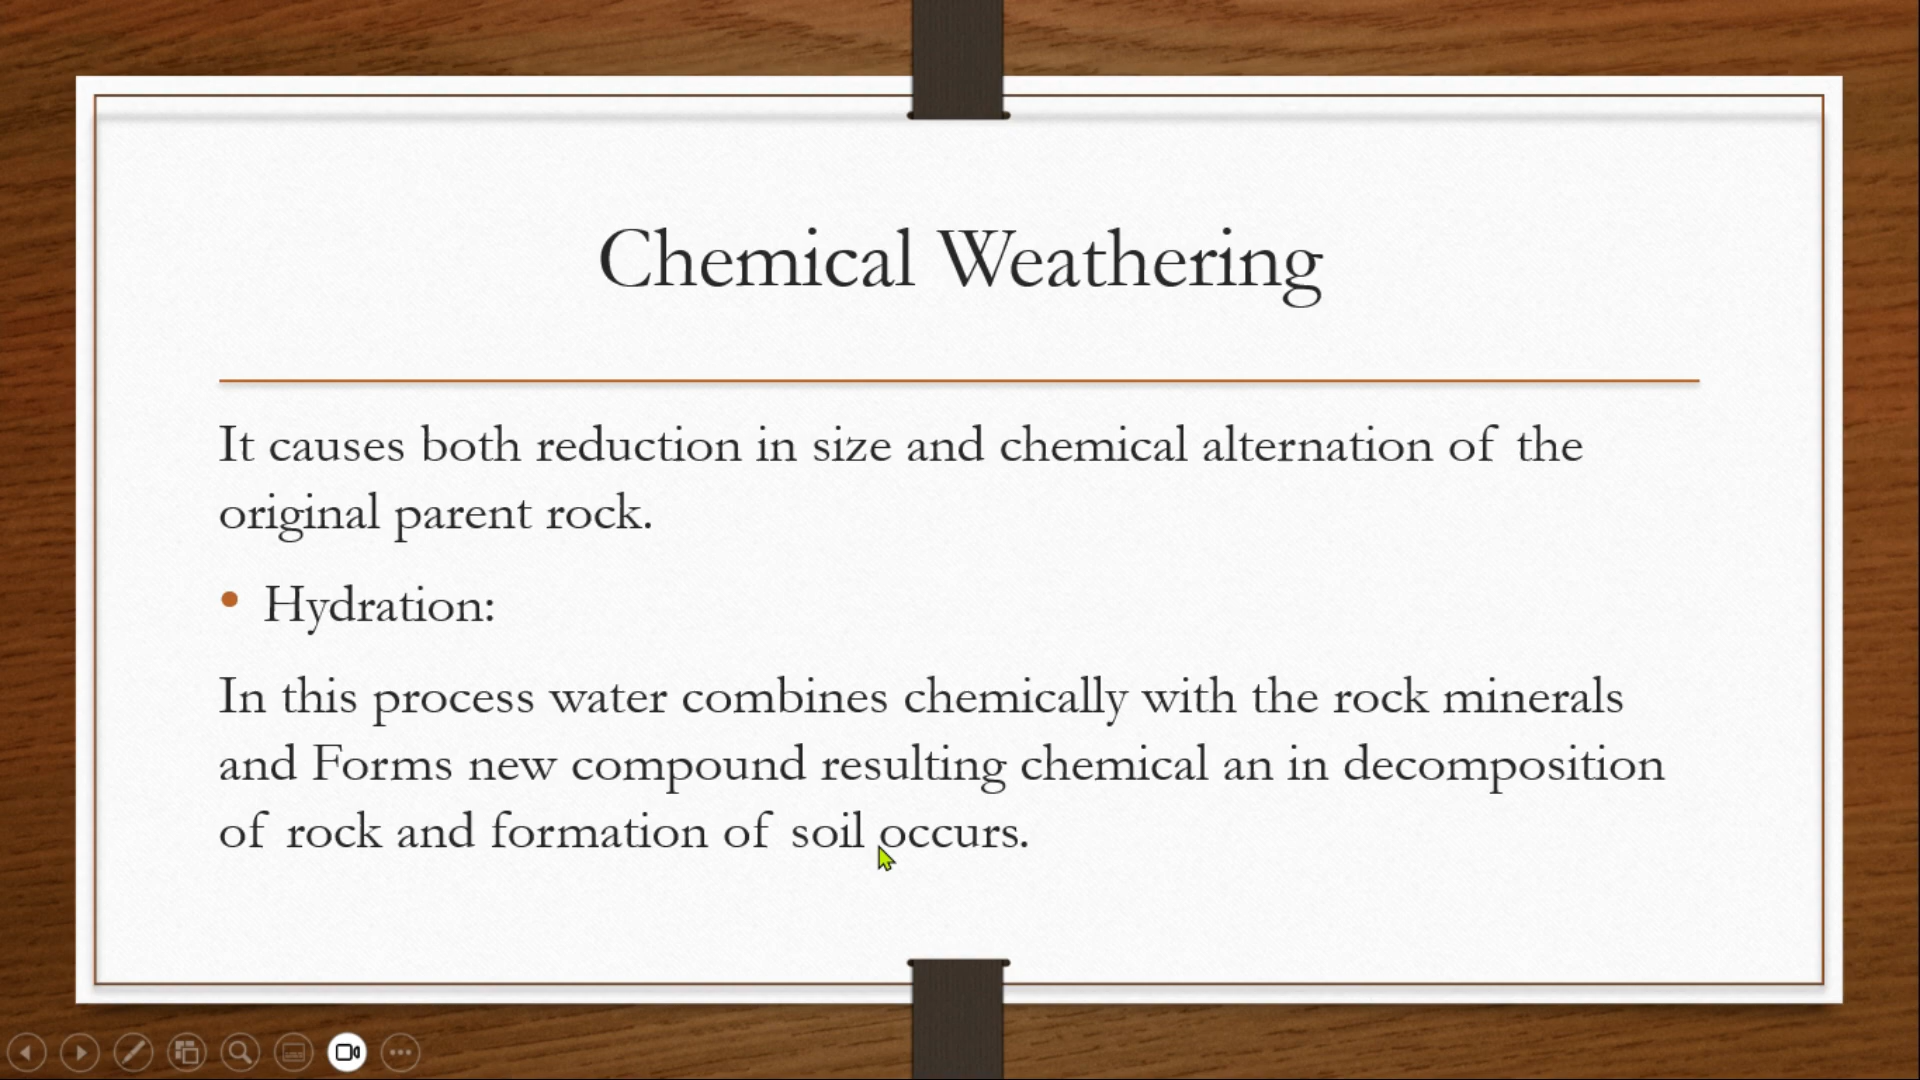 Chemical Weathering
It causes both reduction in size and chemical alternation of the
original parent rock.
• Hydration:
In this process water combines chemically with the rock minerals
and Forms new compound resulting chemical an in decomposition
of rock and formation of soil occurs.